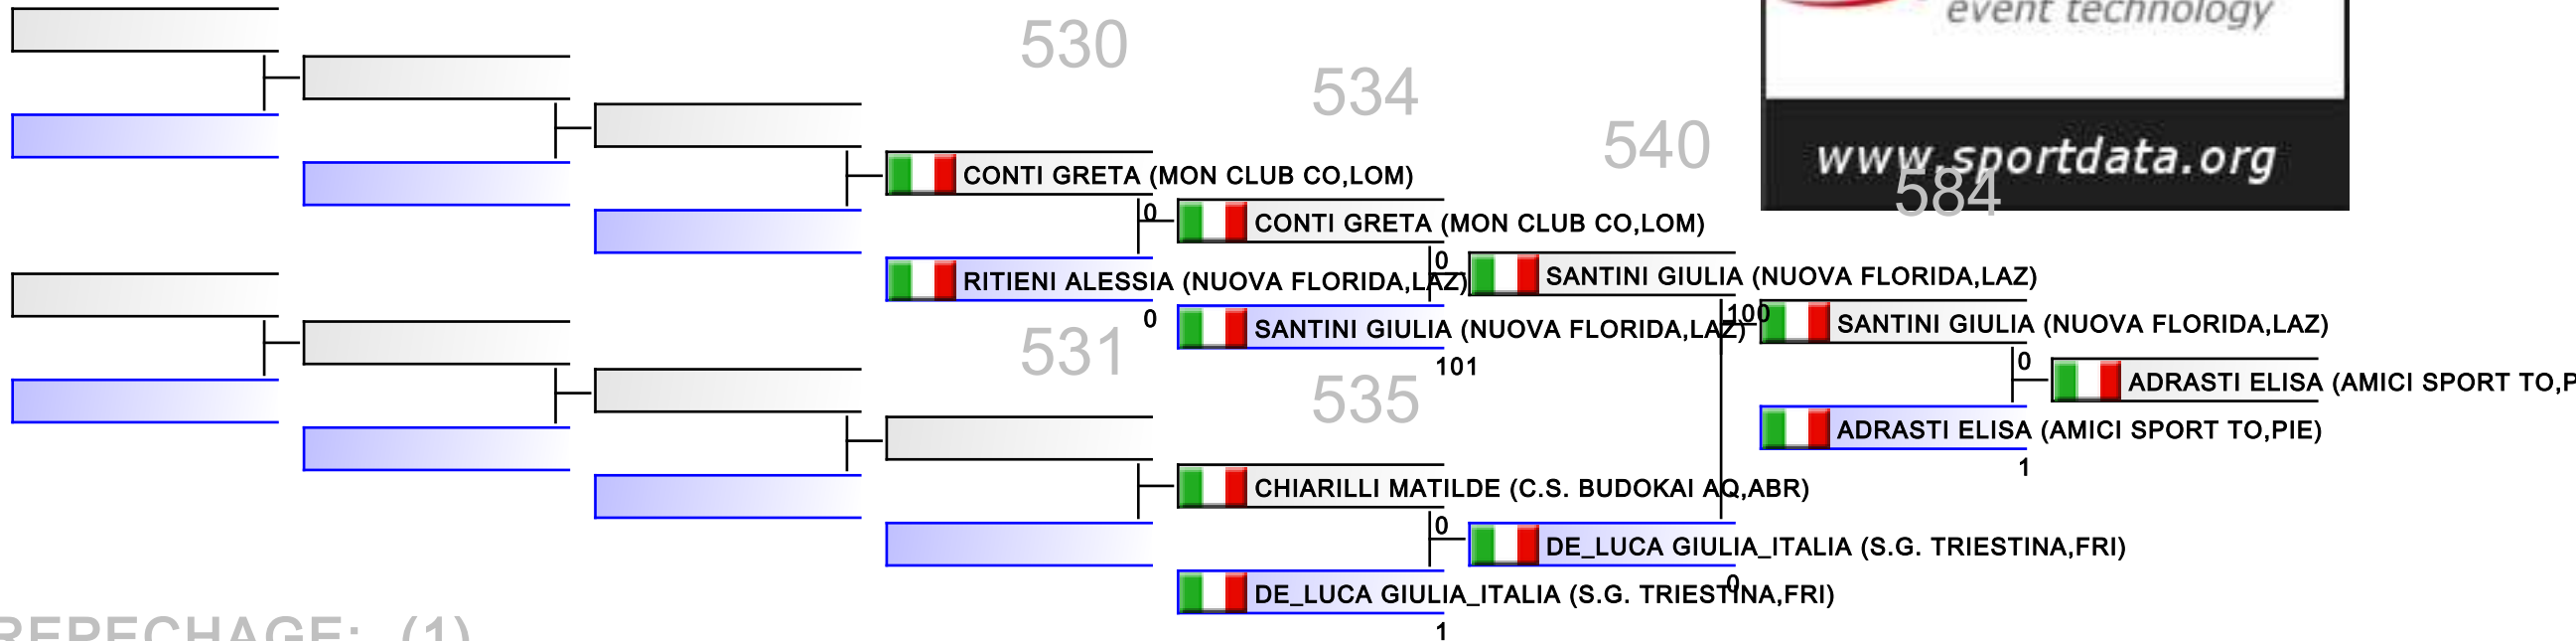 event technology
530
534
540
www.sportdata.org
584
CONTI GRETA (MON CLUB CO,LOM)
0
CONTI GRETA (MON CLUB CO,LOM)
0
RITIENI ALESSIA (NUOVA FLORIDA,LAZ)
0
SANTINI GIULIA (NUOVA FLORIDA,LAZ)
100
SANTINI GIULIA (NUOVA FLORIDA,LAZ)
101
SANTINI GIULIA (NUOVA FLORIDA,LAZ)
0
531
535
ADRASTI ELISA (AMICI SPORT TO,P
ADRASTI ELISA (AMICI SPORT TO,PIE)
1
CHIARILLI MATILDE (C.S. BUDOKAI AQ,ABR)
0
DE_LUCA GIULIA_ITALIA (S.G. TRIESTINA,FRI)
0
DE_LUCA GIULIA_ITALIA (S.G. TRIESTINA,FRI)
1
REPECHAGE: (1)